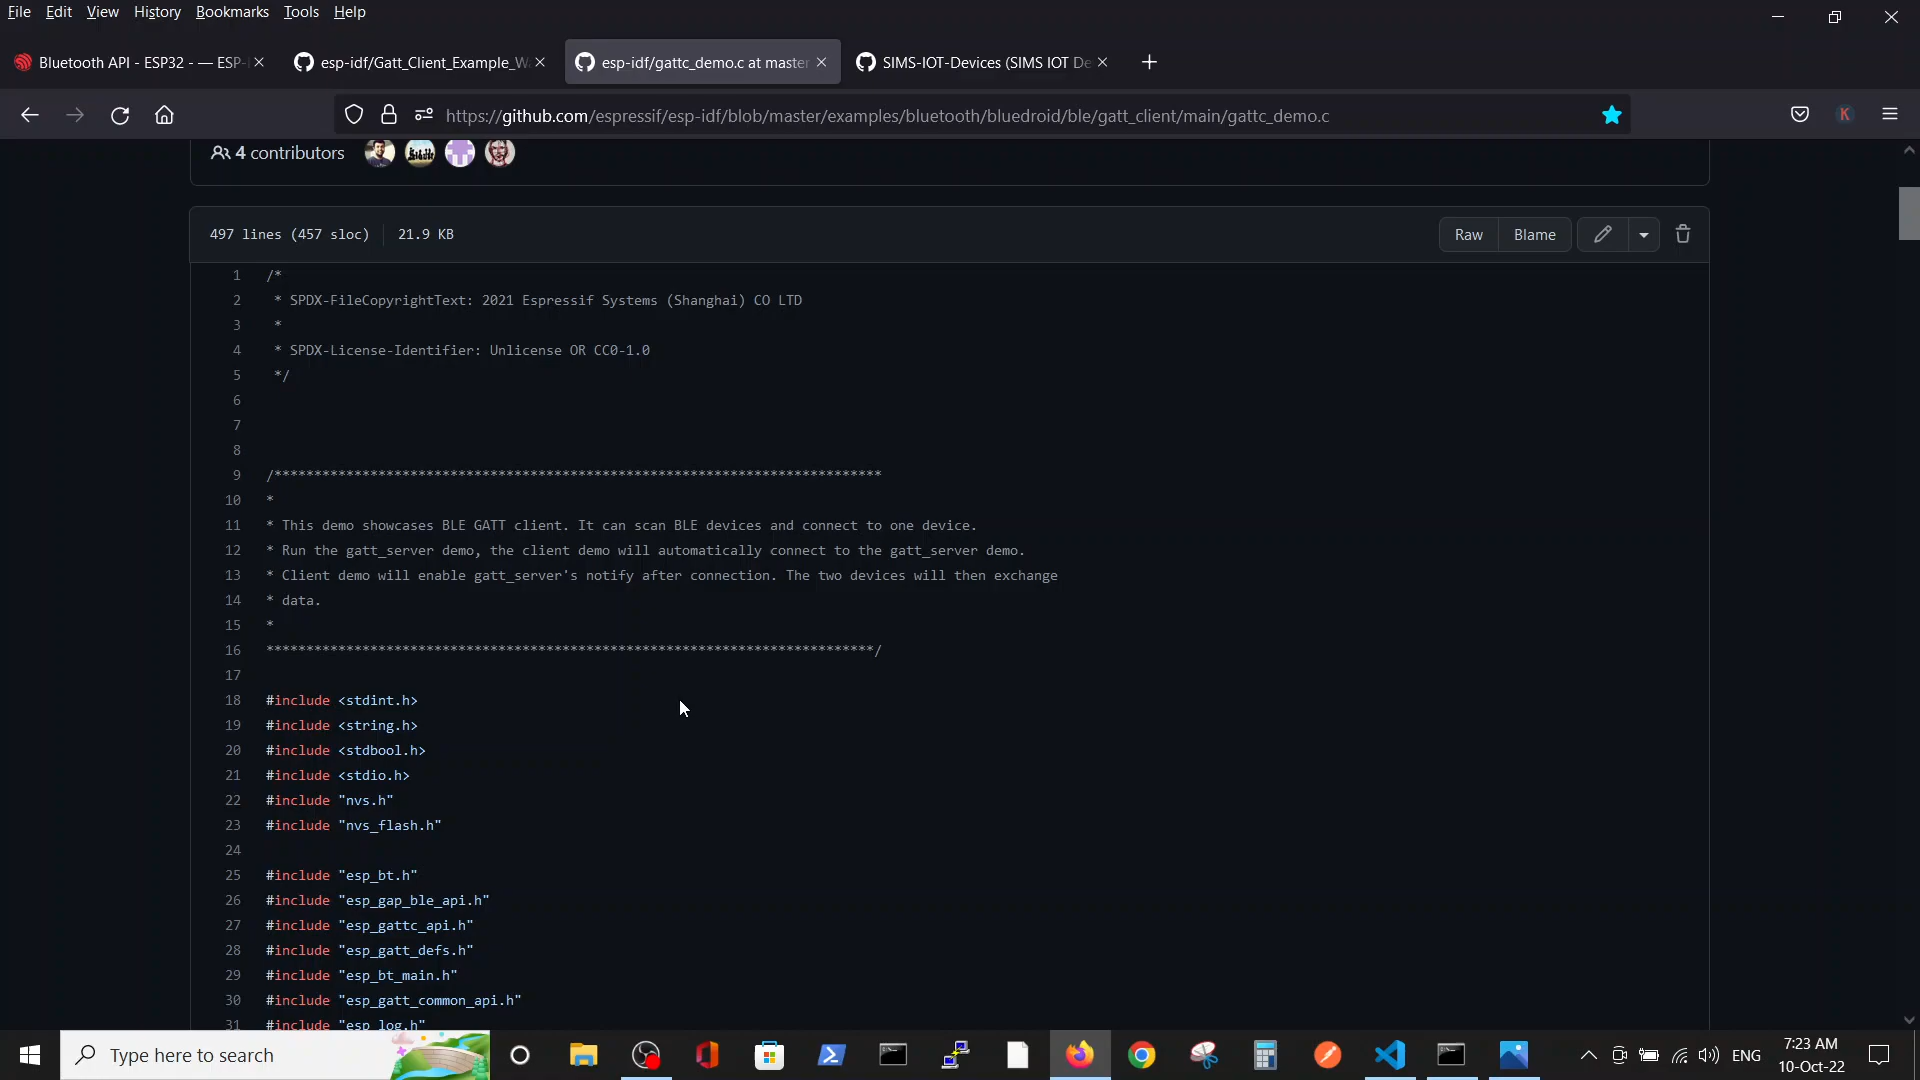 File Edit View History Bookmarks Tools Help
Bluetooth API - ESP32 - — ESP-
esp-idf/Gatt_Client_Example_W
esp-idf/gattc_demo.c at master
SIMS-IOT-Devices (SIMS IOT De
https://github.com/espressif/esp-idf/blob/master/examples/bluetooth/bluedroid/ble/gatt_client/main/gattc_demo.c
K
4 contributors
497 lines (457 sloc) 21.9 KB
Raw Blame
1 /*
2 * SPDX-FileCopyrightText: 2021 Espressif Systems (Shanghai) CO LTD
3 *
4 * SPDX-License-Identifier: Unlicense OR CC0-1.0
5 */
6
7
8
9 /****************************************************************************
10 *
11 * This demo showcases BLE GATT client. It can scan BLE devices and connect to one device.
12 * Run the gatt_server demo, the client demo will automatically connect to the gatt_server demo.
13 * Client demo will enable gatt_server's notify after connection. The two devices will then exchange
14 * data.
15 *
16 ****************************************************************************/
17
18 #include <stdint.h>
19 #include <string.h>
20 #include <stdbool.h>
21 #include <stdio.h>
22 #include "nvs.h"
23 #include "nvs_flash.h"
24
25 #include "esp_bt.h"
26 #include "esp_gap_ble_api.h"
27 #include "esp_gattc_api.h"
28 #include "esp_gatt_defs.h"
29 #include "esp_bt_main.h"
30 #include "esp_gatt_common_api.h"
31 #include "esp_log.h"
Type here to search
ENG
7:23 AM
10-Oct-22